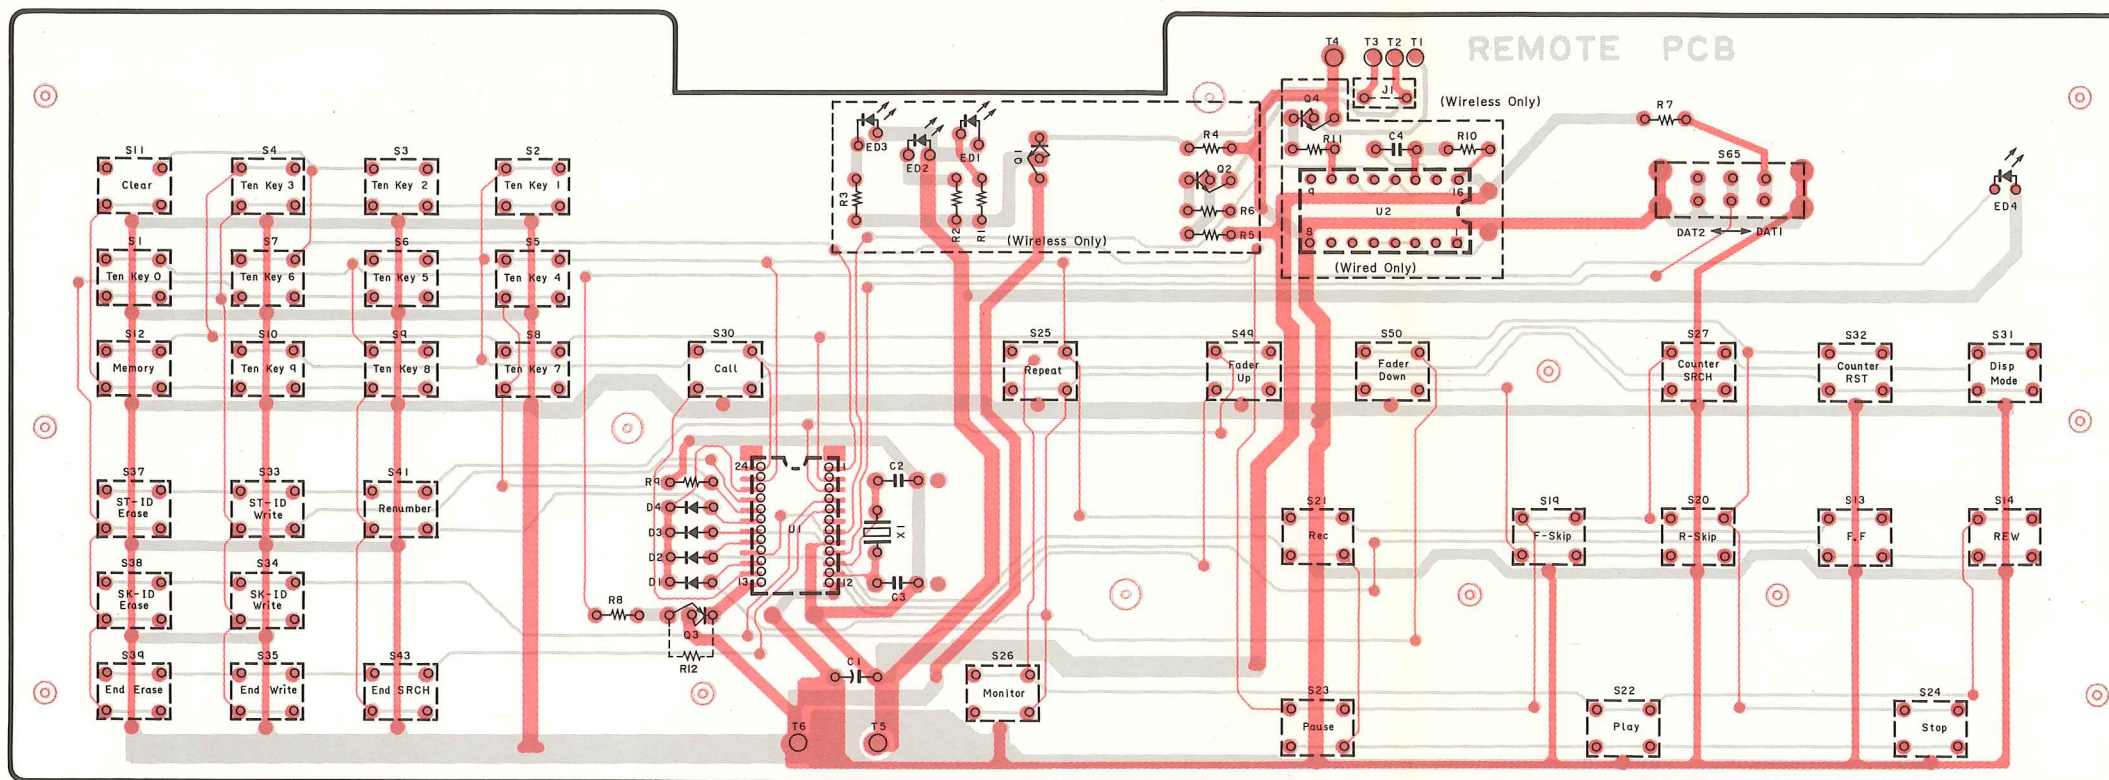 REMOTE PCB
T4 T3 T2 T1
J1
(Wireless Only)
Q4
R11 C4 R10
9 16
U2
8 1
(Wired Only)
R7
S65
DAT2 DAT1
ED4
ED3 ED2 ED1 Q1
R3 R2 R1
R4
Q2
R6
R5
(Wireless Only)
S11 S4 S3 S2
Clear Ten Key 3 Ten Key 2 Ten Key 1
S1 S7 S6 S5
Ten Key 0 Ten Key 6 Ten Key 5 Ten Key 4
S12 S10 S9 S8
Memory Ten Key 9 Ten Key 8 Ten Key 7
S30
Call
S25
Repeat
S49
Fader
Up
S50
Fader
Down
S27
Counter
SRCH
S32
Counter
RST
S31
Disp
Mode
S37
ST-ID
Erase
S33
ST-ID
Write
S41
Renumber
R9
D4
D3
D2
D1
24 1
U1
13 12
C2
X1
C3
S21
Rec
S19
F-Skip
S20
R-Skip
S13
F.F
S14
REW
S38
SK-ID
Erase
S34
SK-ID
Write
R8
Q3
R12
S39
End Erase
S35
End Write
S43
End SRCH
C1
T6 T5
S26
Monitor
S23
Pause
S22
Play
S24
Stop